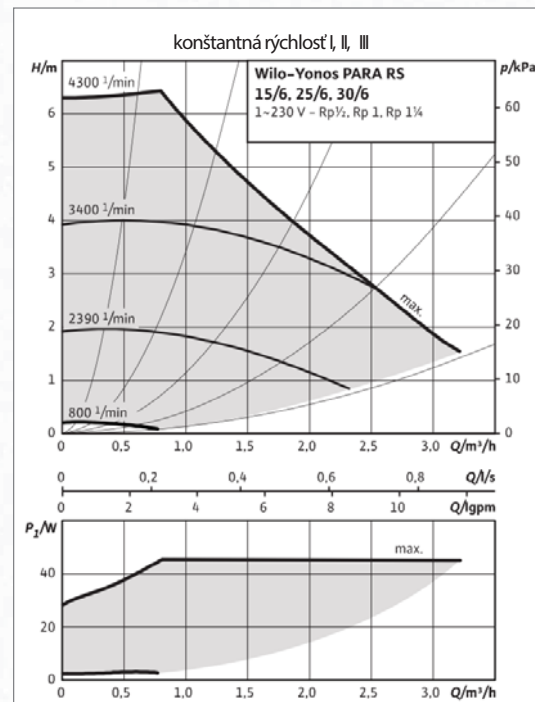 konštantná rýchlosť I, II, III
H/m
p/kPa
4300 1/min
Wilo-Yonos PARA RS
15/6, 25/6, 30/6
1~230 V - Rp½, Rp 1, Rp 1¼
6
60
5
50
3400 1/min
4
40
3
30
max.
2390 1/min
2
20
1
10
800 1/min
0
0
0 0,5 1,0 1,5 2,0 2,5 3,0 Q/m³/h
0 0,2 0,4 0,6 0,8 Q/l/s
0 2 4 6 8 10 Q/Igpm
P1/W
max.
40
20
0
0 0,5 1,0 1,5 2,0 2,5 3,0 Q/m³/h